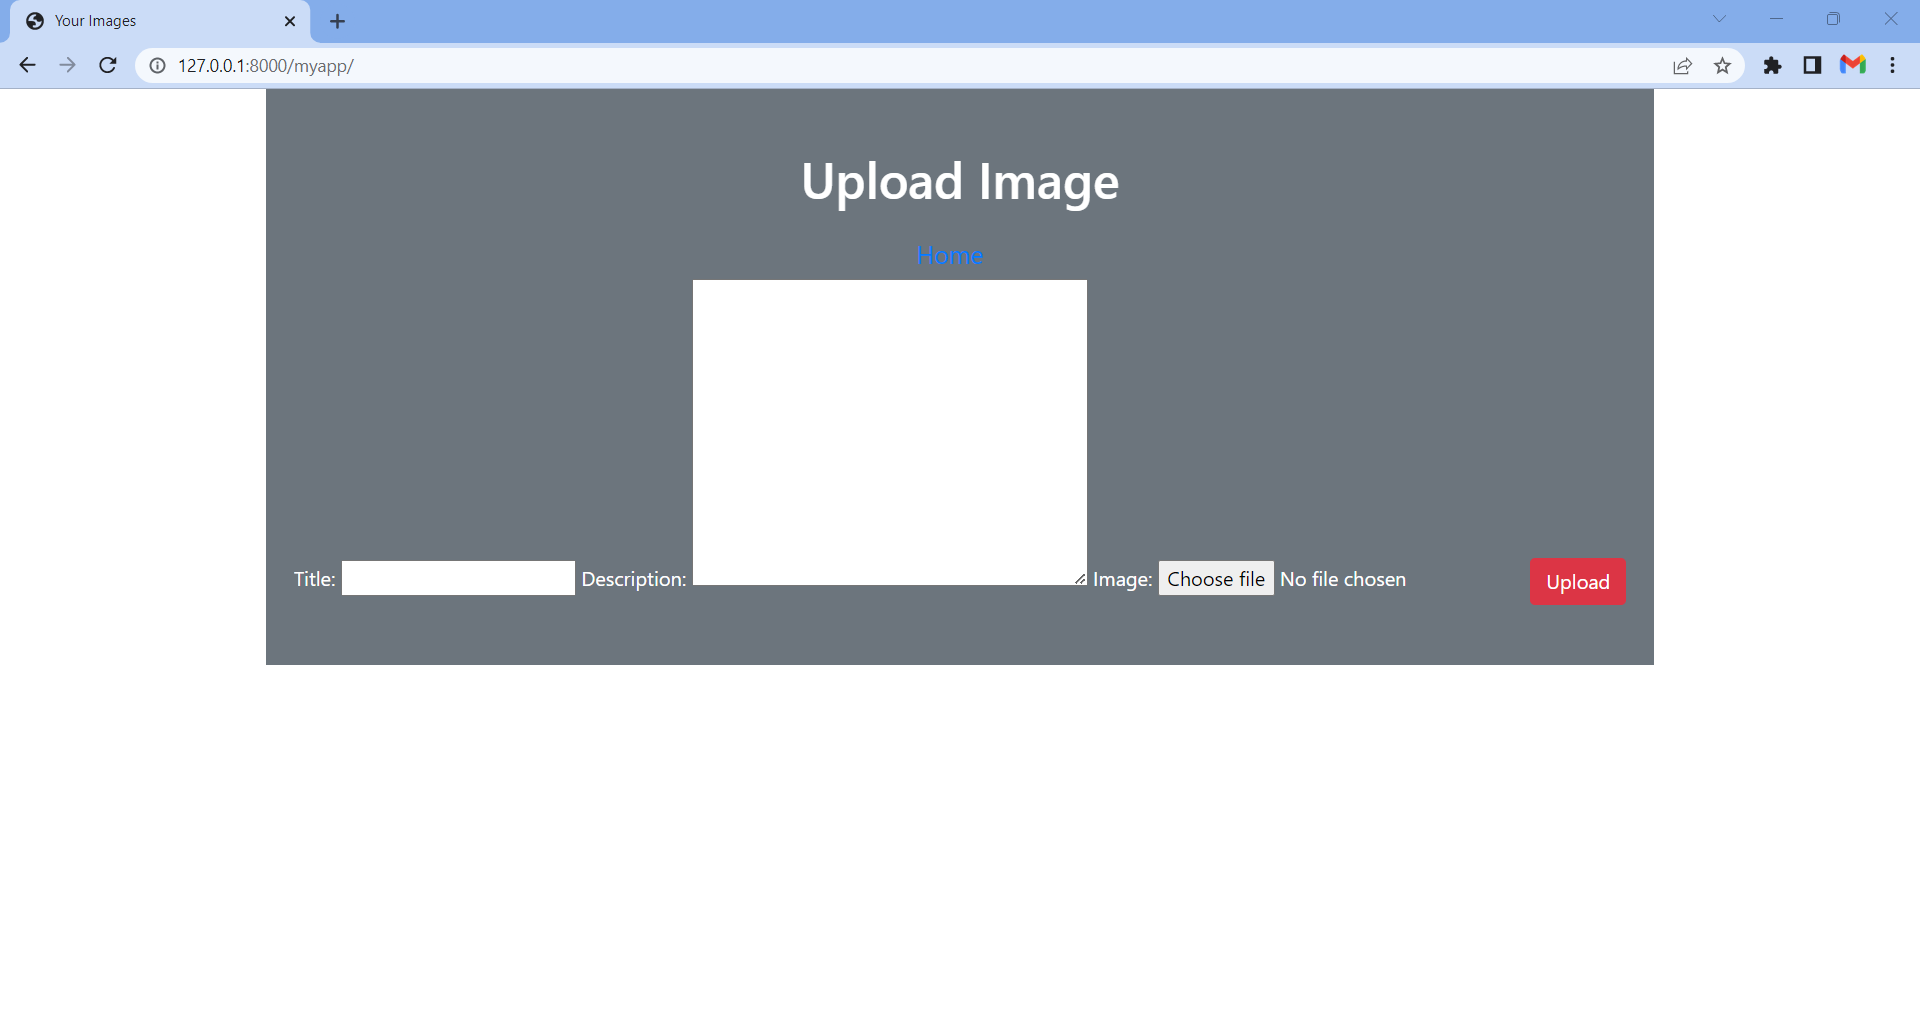 Your Images
127.0.0.1:8000/myapp/
Upload Image
Home
Title: Description: Image: Choose file No file chosen Upload